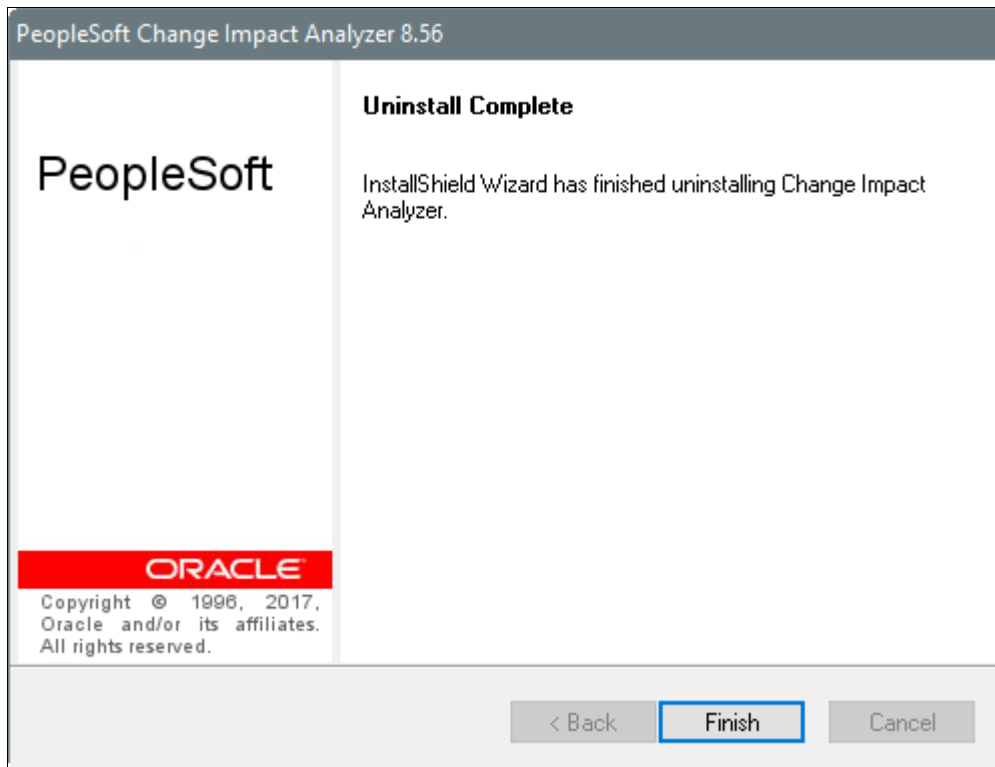 PeopleSoft Change Impact Analyzer 8.56
PeopleSoft
Uninstall Complete
InstallShield Wizard has finished uninstalling Change Impact
Analyzer.
ORACLE
Copyright © 1996, 2017,
Oracle and/or its affiliates.
All rights reserved.
< Back
Finish
Cancel